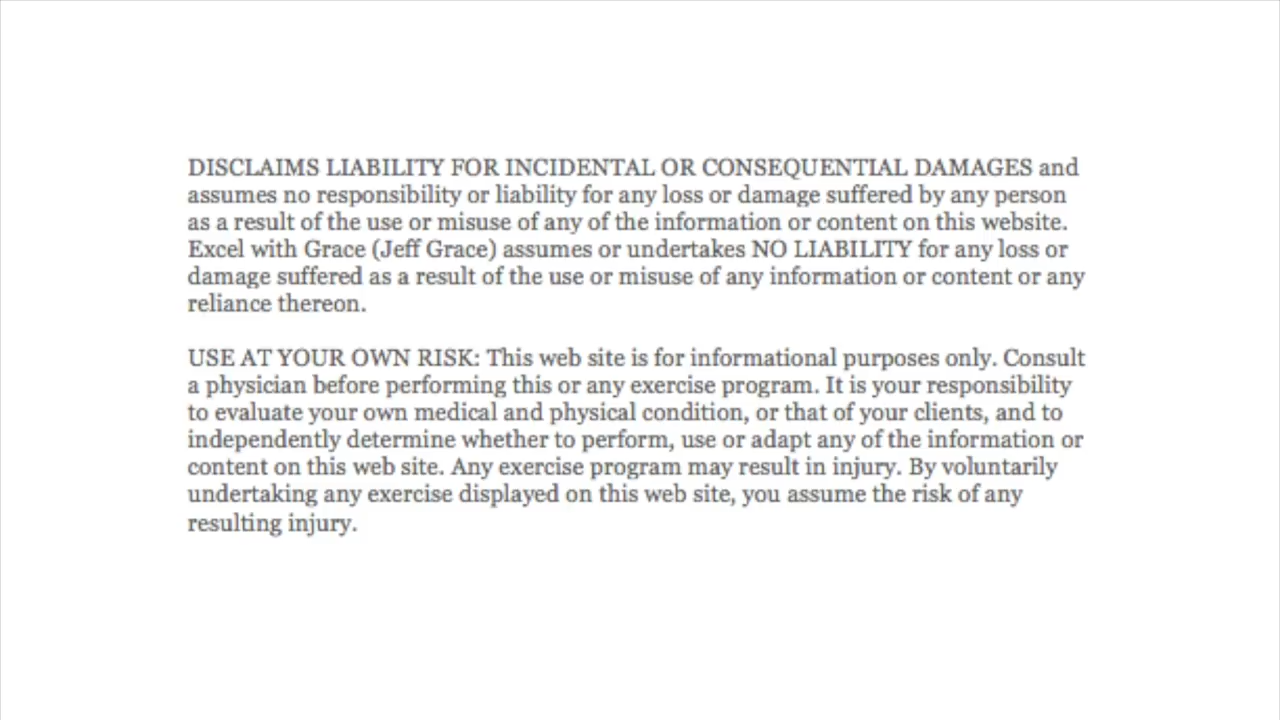 DISCLAIMS LIABILITY FOR INCIDENTAL OR CONSEQUENTIAL DAMAGES and
assumes no responsibility or liability for any loss or damage suffered by any person
as a result of the use or misuse of any of the information or content on this website.
Excel with Grace (Jeff Grace) assumes or undertakes NO LIABILITY for any loss or
damage suffered as a result of the use or misuse of any information or content or any
reliance thereon.
USE AT YOUR OWN RISK: This web site is for informational purposes only. Consult
a physician before performing this or any exercise program. It is your responsibility
to evaluate your own medical and physical condition, or that of your clients, and to
independently determine whether to perform, use or adapt any of the information or
content on this web site. Any exercise program may result in injury. By voluntarily
undertaking any exercise displayed on this web site, you assume the risk of any
resulting injury.